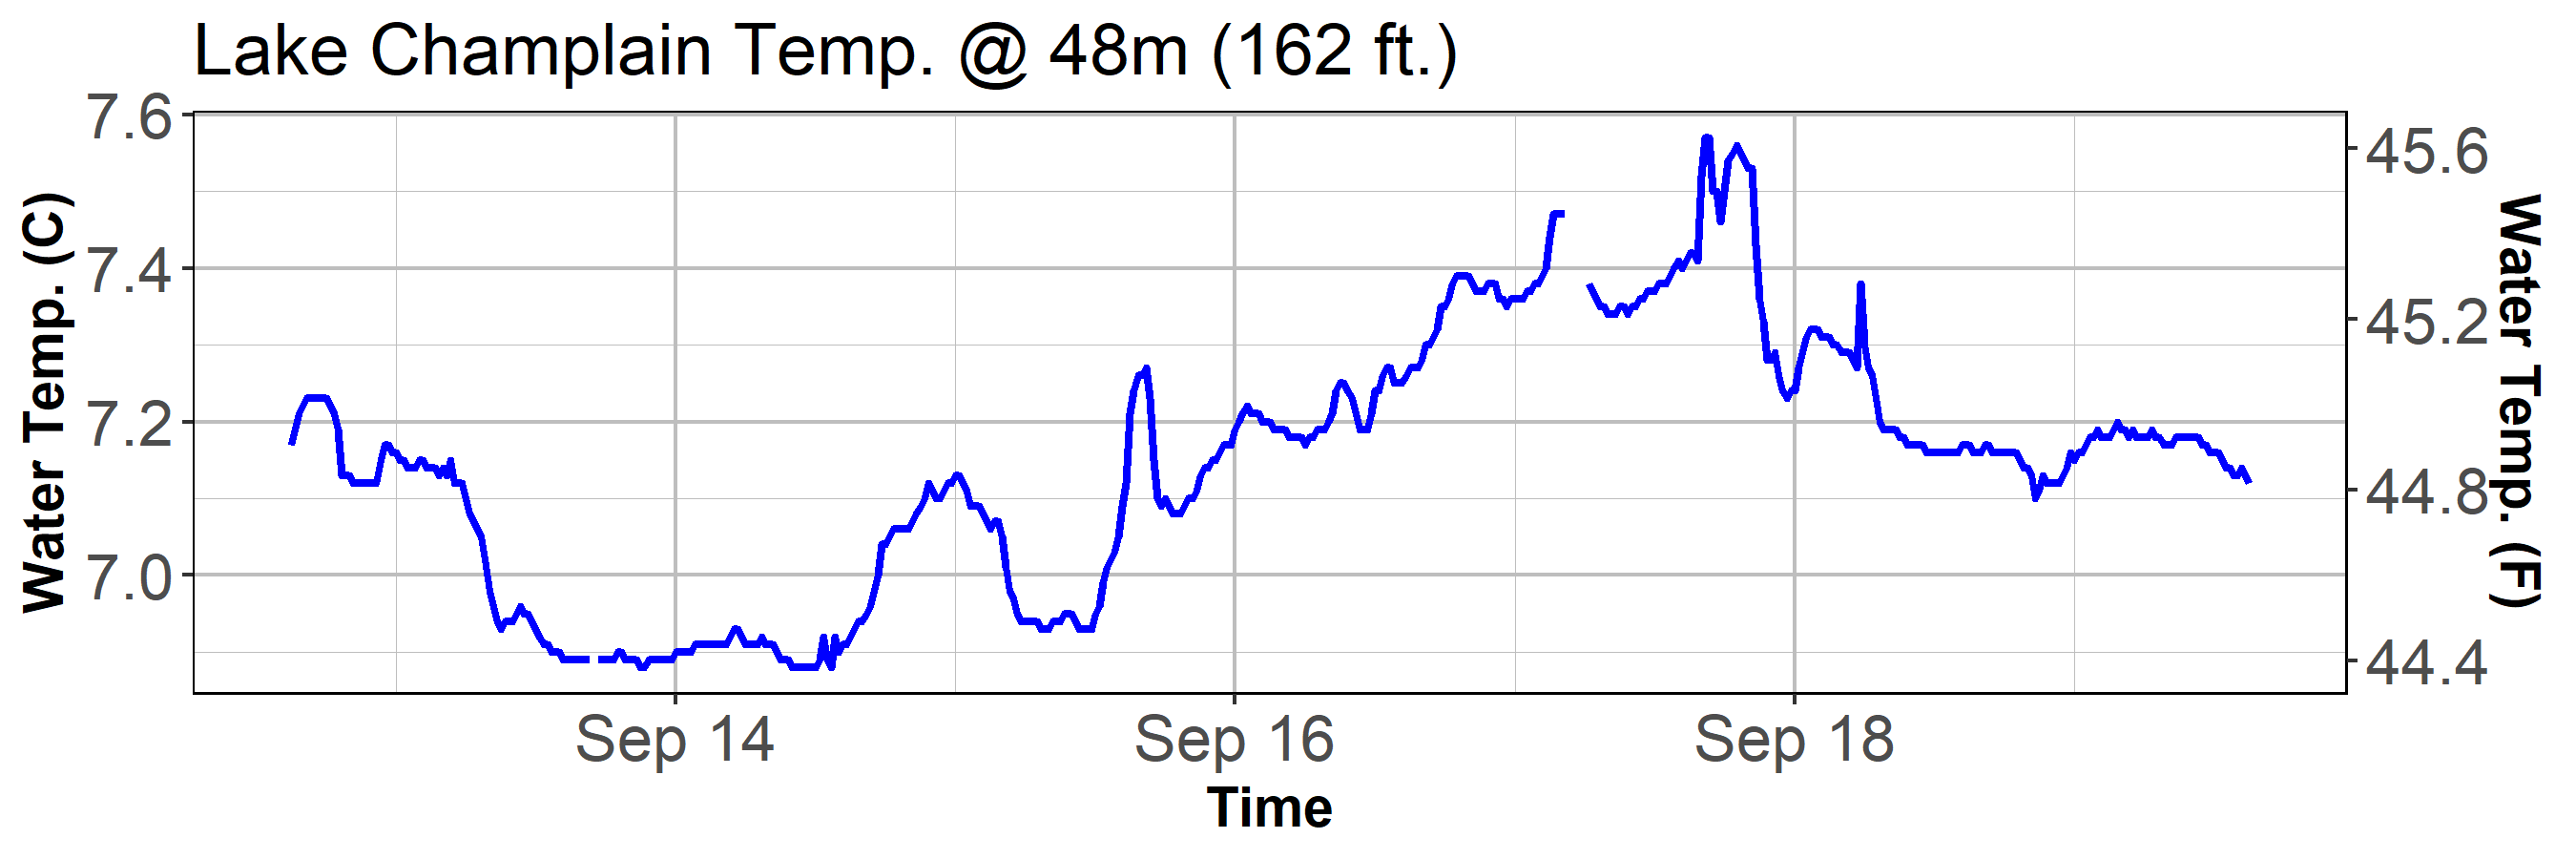 Lake Champlain Temp. @ 48m (162 ft.)
Water Temp. (C)
7.6
7.4
7.2
7.0
45.6
45.2
44.8
44.4
Water Temp. (F)
Sep 14
Sep 16
Sep 18
Time